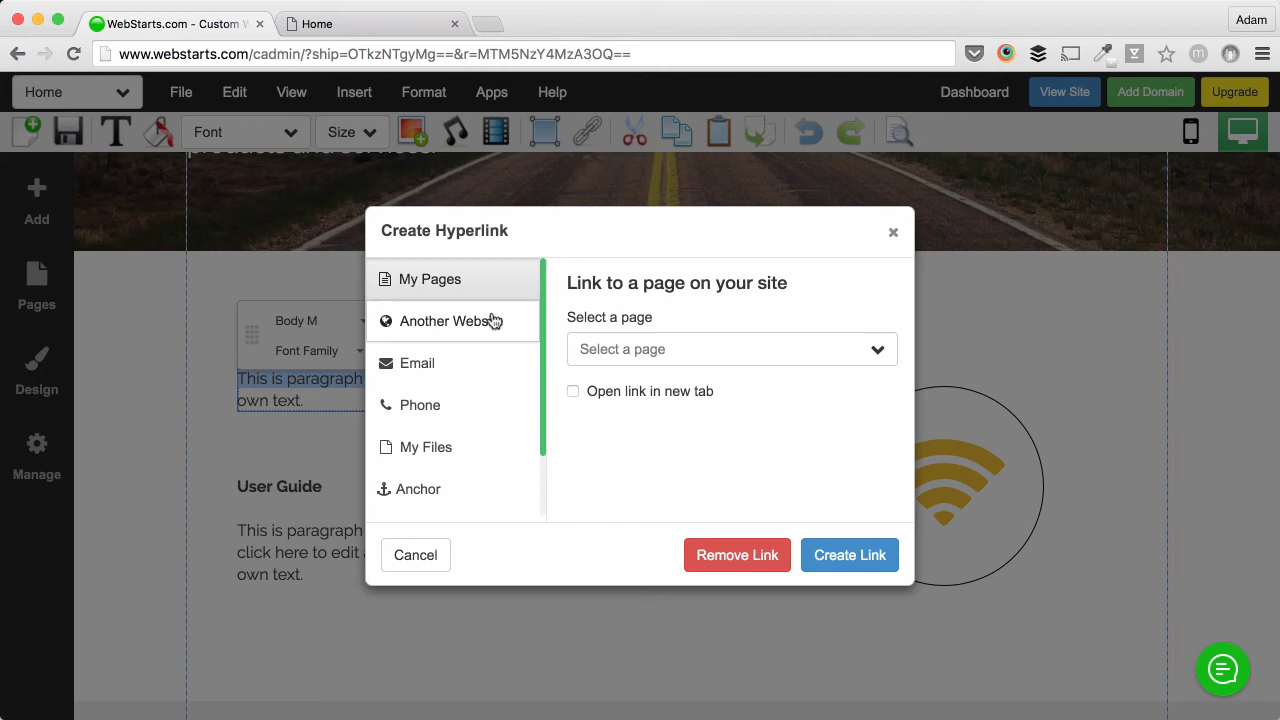 WebStarts.com - Custom W
Home
Adam
www.webstarts.com/cadmin/?ship=OTkzNTgyMg==&r=MTM5NzY4MzA3OQ==
Home
File
Edit
View
Insert
Format
Apps
Help
Dashboard
View Site
Add Domain
Upgrade
T
Font
Size
products and services.
Add
Pages
Design
Manage
Body M
Font Family
This is paragraph
own text.
User Guide
This is paragraph
click here to edit a
own text.
Create Hyperlink
My Pages
Another Webs
Email
Phone
My Files
Anchor
Link to a page on your site
Select a page
Select a page
Open link in new tab
Cancel
Remove Link
Create Link